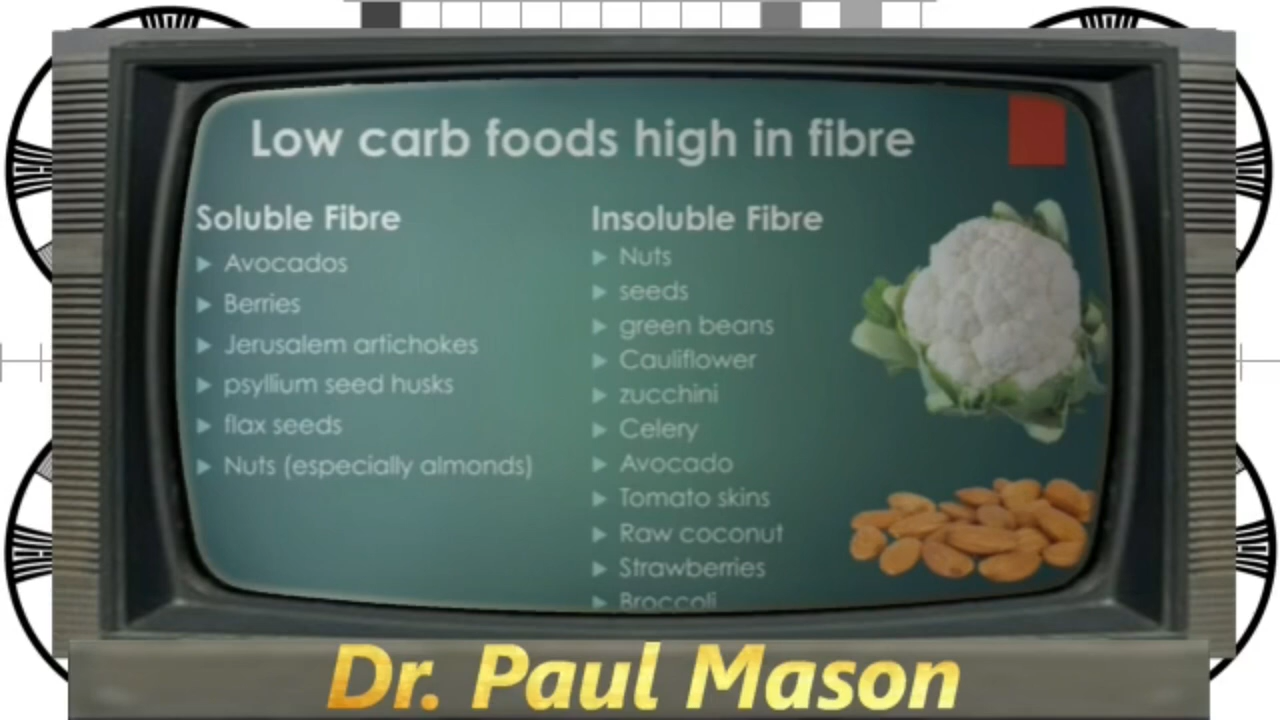 Low carb foods high in fibre
Soluble Fibre
Avocados
Berries
Jerusalem artichokes
psyllium seed husks
flax seeds
Nuts (especially almonds)
Insoluble Fibre
Nuts
seeds
green beans
Cauliflower
zucchini
Celery
Avocado
Tomato skins
Raw coconut
Strawberries
Broccoli
Dr. Paul Mason